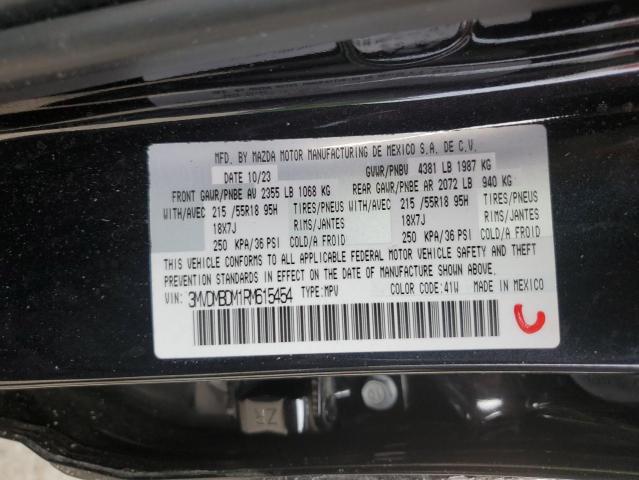 MFD. BY MAZDA MOTOR MANUFACTURING DE MEXICO S.A. DE C.V.
DATE 10/23 GVWR/PNBV 4381 LB 1987 KG
FRONT GAWR/PNBE AV 2355 LB 1068 KG REAR GAWR/PNBE AR 2072 LB 940 KG
WITH/AVEC 215 /55R18 95H TIRES/PNEUS WITH/AVEC 215 /55R18 95H TIRES/PNEUS
18X7J RIMS/JANTES 18X7J RIMS/JANTES
250 KPA/36 PSI COLD/A FROID 250 KPA/36 PSI COLD/A FROID
THIS VEHICLE CONFORMS TO ALL APPLICABLE FEDERAL MOTOR VEHICLE SAFETY AND THEFT
PREVENTION STANDARDS IN EFFECT ON THE DATE OF MANUFACTURE SHOWN ABOVE.
VIN: 3MVDMBDM1RM615454 TYPE:MPV COLOR CODE:41W MADE IN MEXICO
ZR